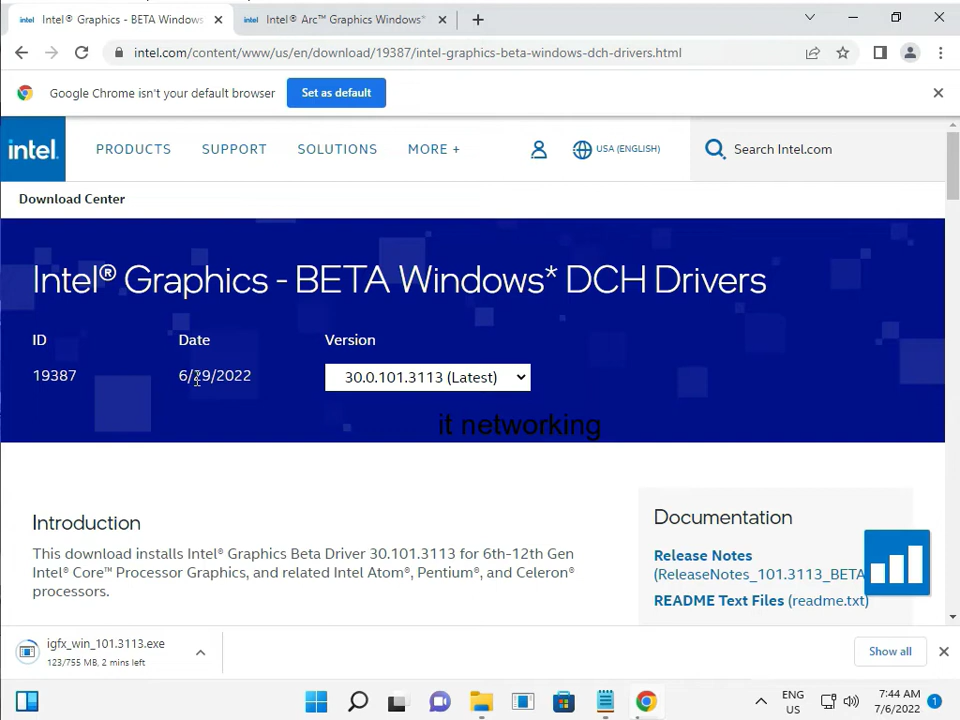 intel Intel® Graphics - BETA Windows
intel Intel® Arc™ Graphics Windows*
intel.com/content/www/us/en/download/19387/intel-graphics-beta-windows-dch-drivers.html
Google Chrome isn't your default browser Set as default
intel. PRODUCTS SUPPORT SOLUTIONS MORE + USA (ENGLISH) Search Intel.com
Download Center
Intel® Graphics - BETA Windows* DCH Drivers
ID Date Version
19387 6/29/2022 30.0.101.3113 (Latest)
it networking
Introduction
This download installs Intel® Graphics Beta Driver 30.101.3113 for 6th-12th Gen
Intel® Core™ Processor Graphics, and related Intel Atom®, Pentium®, and Celeron®
processors.
Documentation
Release Notes
(ReleaseNotes_101.3113_BETA
README Text Files (readme.txt)
igfx_win_101.3113.exe
123/755 MB, 2 mins left
Show all
ENG
US
7:44 AM
7/6/2022
1